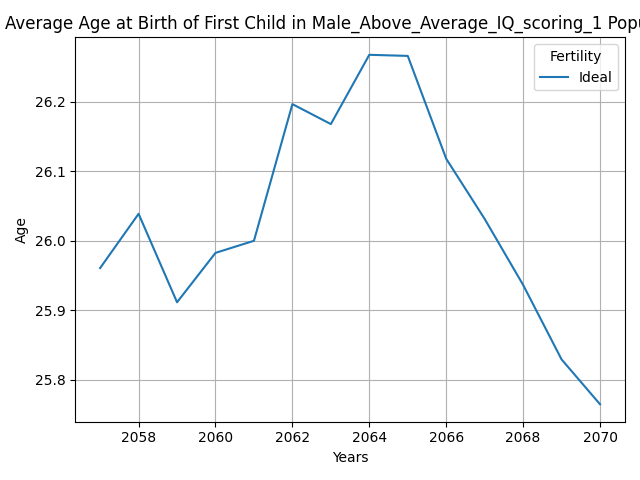 Average Age at Birth of First Child in Male_Above_Average_IQ_scoring_1
Fertility
Ideal
26.2
26.1
26.0
25.9
25.8
Age
2058 2060 2062 2064 2066 2068 2070
Years